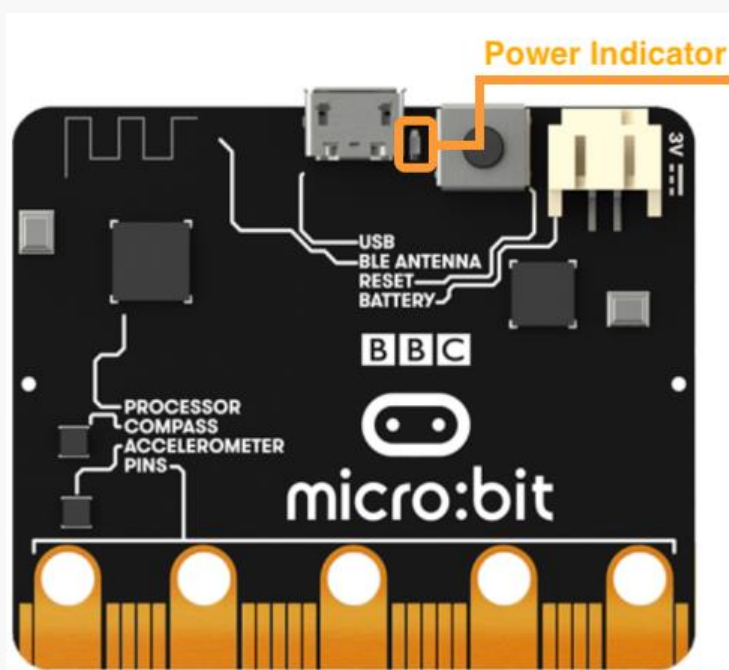 Power Indicator
3V
USB
BLE ANTENNA
RESET
BATTERY
BBC
PROCESSOR
COMPASS
ACCELEROMETER
PINS
micro:bit